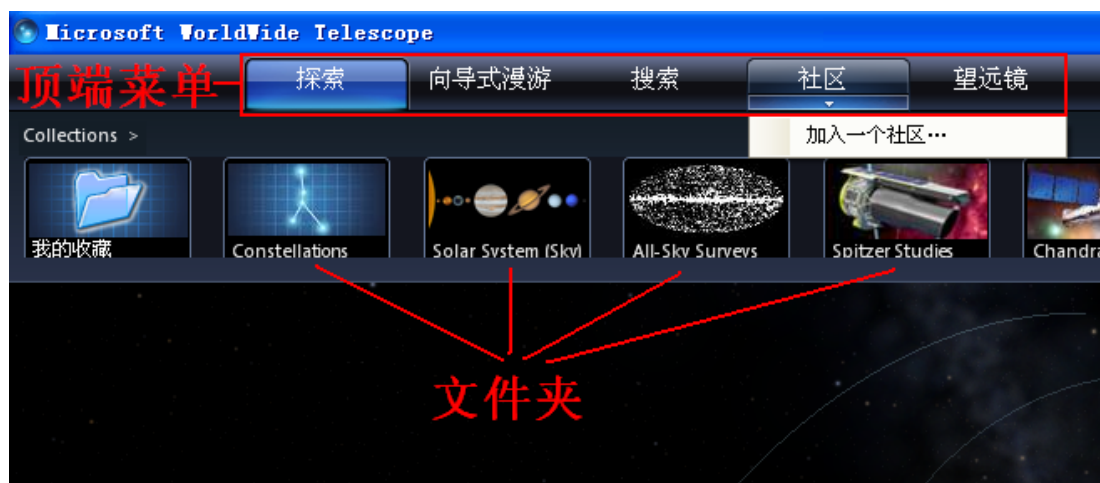 Microsoft WorldWide Telescope
顶端菜单 探索 向导式漫游 搜索 社区 望远镜
Collections > 加入一个社区…
我的收藏 Constellations Solar System (Sky) All-Sky Surveys Spitzer Studies Chandra
文件夹